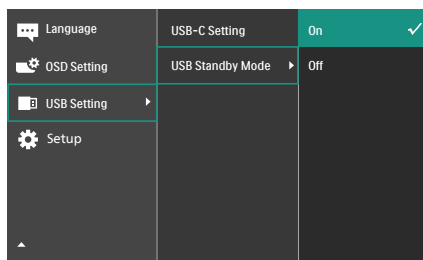 Language
OSD Setting
USB Setting
Setup
USB-C Setting
USB Standby Mode
On
Off